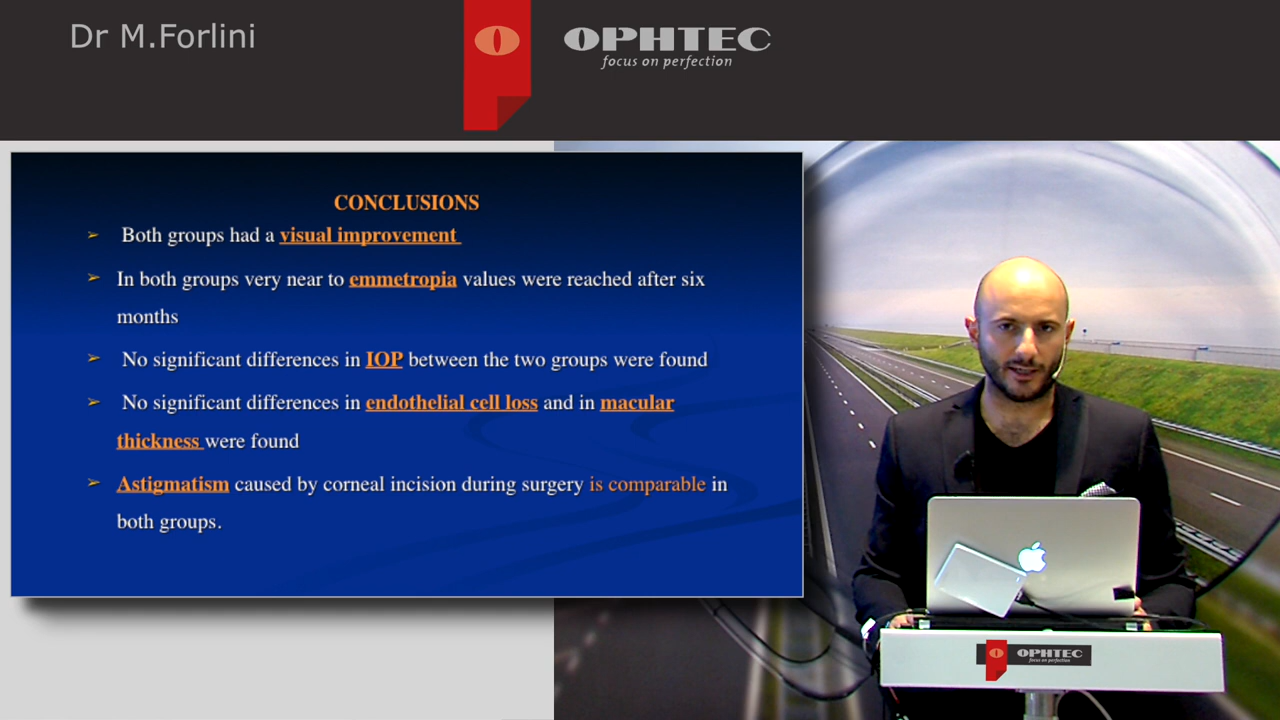 Dr M.Forlini
OPHTEC
focus on perfection
CONCLUSIONS
➢ Both groups had a visual improvement
➢ In both groups very near to emmetropia values were reached after six
months
➢ No significant differences in IOP between the two groups were found
➢ No significant differences in endothelial cell loss and in macular
thickness were found
➢ Astigmatism caused by corneal incision during surgery is comparable in
both groups.
OPHTEC
focus on perfection